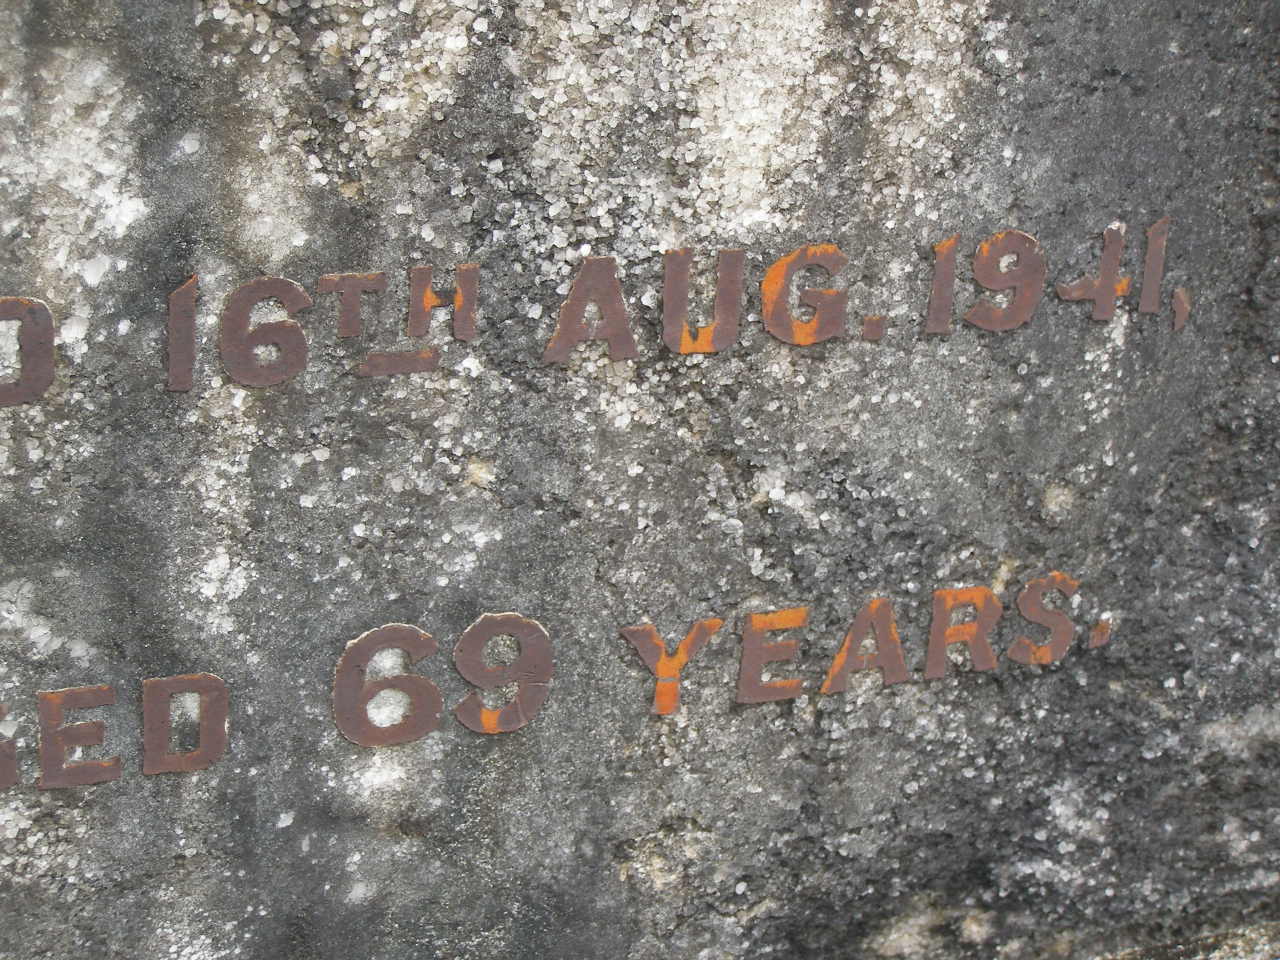 D 16TH AUG. 1941,
GED 69 YEARS.